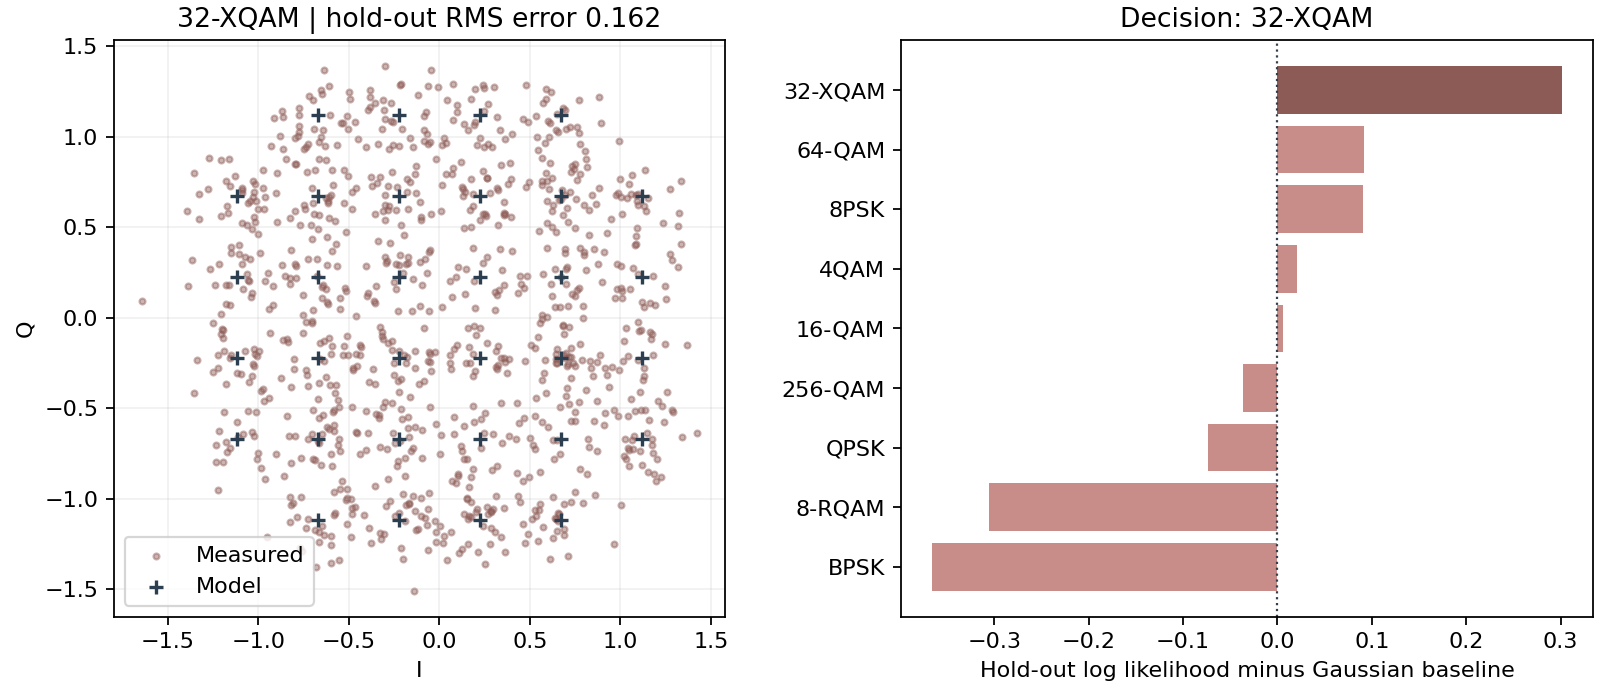 32-XQAM | hold-out RMS error 0.162
1.5
1.0
0.5
0.0
−0.5
−1.0
−1.5
Q
−1.5 −1.0 −0.5 0.0 0.5 1.0 1.5
I
Measured
Model
Decision: 32-XQAM
32-XQAM
64-QAM
8PSK
4QAM
16-QAM
256-QAM
QPSK
8-RQAM
BPSK
−0.3 −0.2 −0.1 0.0 0.1 0.2 0.3
Hold-out log likelihood minus Gaussian baseline